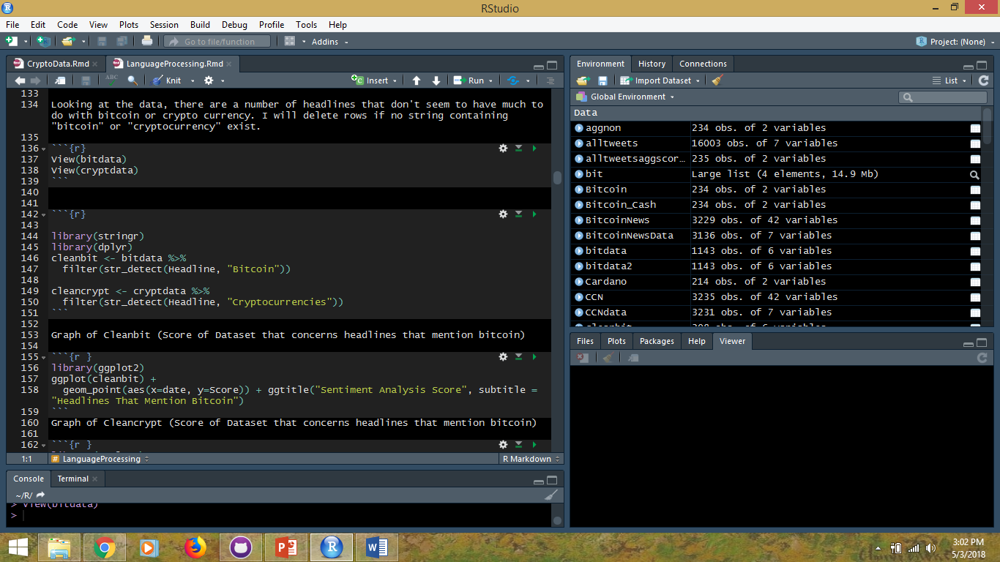 RStudio
File Edit Code View Plots Session Build Debug Profile Tools Help
Go to file/function Addins Project: (None)
CryptoData.Rmd LanguageProcessing.Rmd
ABC Knit Insert Run
133
134 Looking at the data, there are a number of headlines that don't seem to have much to
do with bitcoin or crypto currency. I will delete rows if no string containing
"bitcoin" or "cryptocurrency" exist.
135
136 ```{r}
137 View(bitdata)
138 View(cryptdata)
139 ```
140
141
142 ```{r}
143
144 library(stringr)
145 library(dplyr)
146 cleanbit <- bitdata %>%
147 filter(str_detect(Headline, "Bitcoin"))
148
149 cleancrypt <- cryptdata %>%
150 filter(str_detect(Headline, "Cryptocurrencies"))
151 ```
152
153 Graph of Cleanbit (Score of Dataset that concerns headlines that mention bitcoin)
154
155 ```{r }
156 library(ggplot2)
157 ggplot(cleanbit) +
158 geom_point(aes(x=date, y=Score)) + ggtitle("Sentiment Analysis Score", subtitle =
"Headlines That Mention Bitcoin")
159 ```
160 Graph of Cleancrypt (Score of Dataset that concerns headlines that mention bitcoin)
161
162 ```{r }
1:1 # LanguageProcessing R Markdown
Console Terminal
~/R/
> View(bitdata)
>
Environment History Connections
Import Dataset List
Global Environment
Data
aggnon 234 obs. of 2 variables
alltweets 16003 obs. of 7 variables
alltweetsaggscor… 235 obs. of 2 variables
bit Large list (4 elements, 14.9 Mb)
Bitcoin 234 obs. of 2 variables
Bitcoin_Cash 234 obs. of 2 variables
BitcoinNews 3229 obs. of 42 variables
BitcoinNewsData 3136 obs. of 7 variables
bitdata 1143 obs. of 6 variables
bitdata2 1143 obs. of 6 variables
Cardano 214 obs. of 2 variables
CCN 3235 obs. of 42 variables
CCNdata 3231 obs. of 7 variables
Files Plots Packages Help Viewer
3:02 PM
5/3/2018